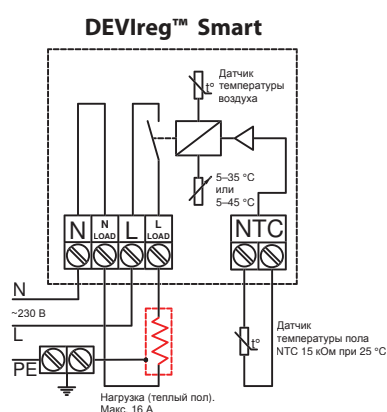 DEVIreg™ Smart
t°
Датчик
температуры
воздуха
5–35 °C
или
5–45 °C
N
N
LOAD
L
L
LOAD
NTC
N
~230 В
L
PE
t°
Датчик
температуры пола
NTC 15 кОм при 25 °C
Нагрузка (теплый пол).
Макс. 16 А